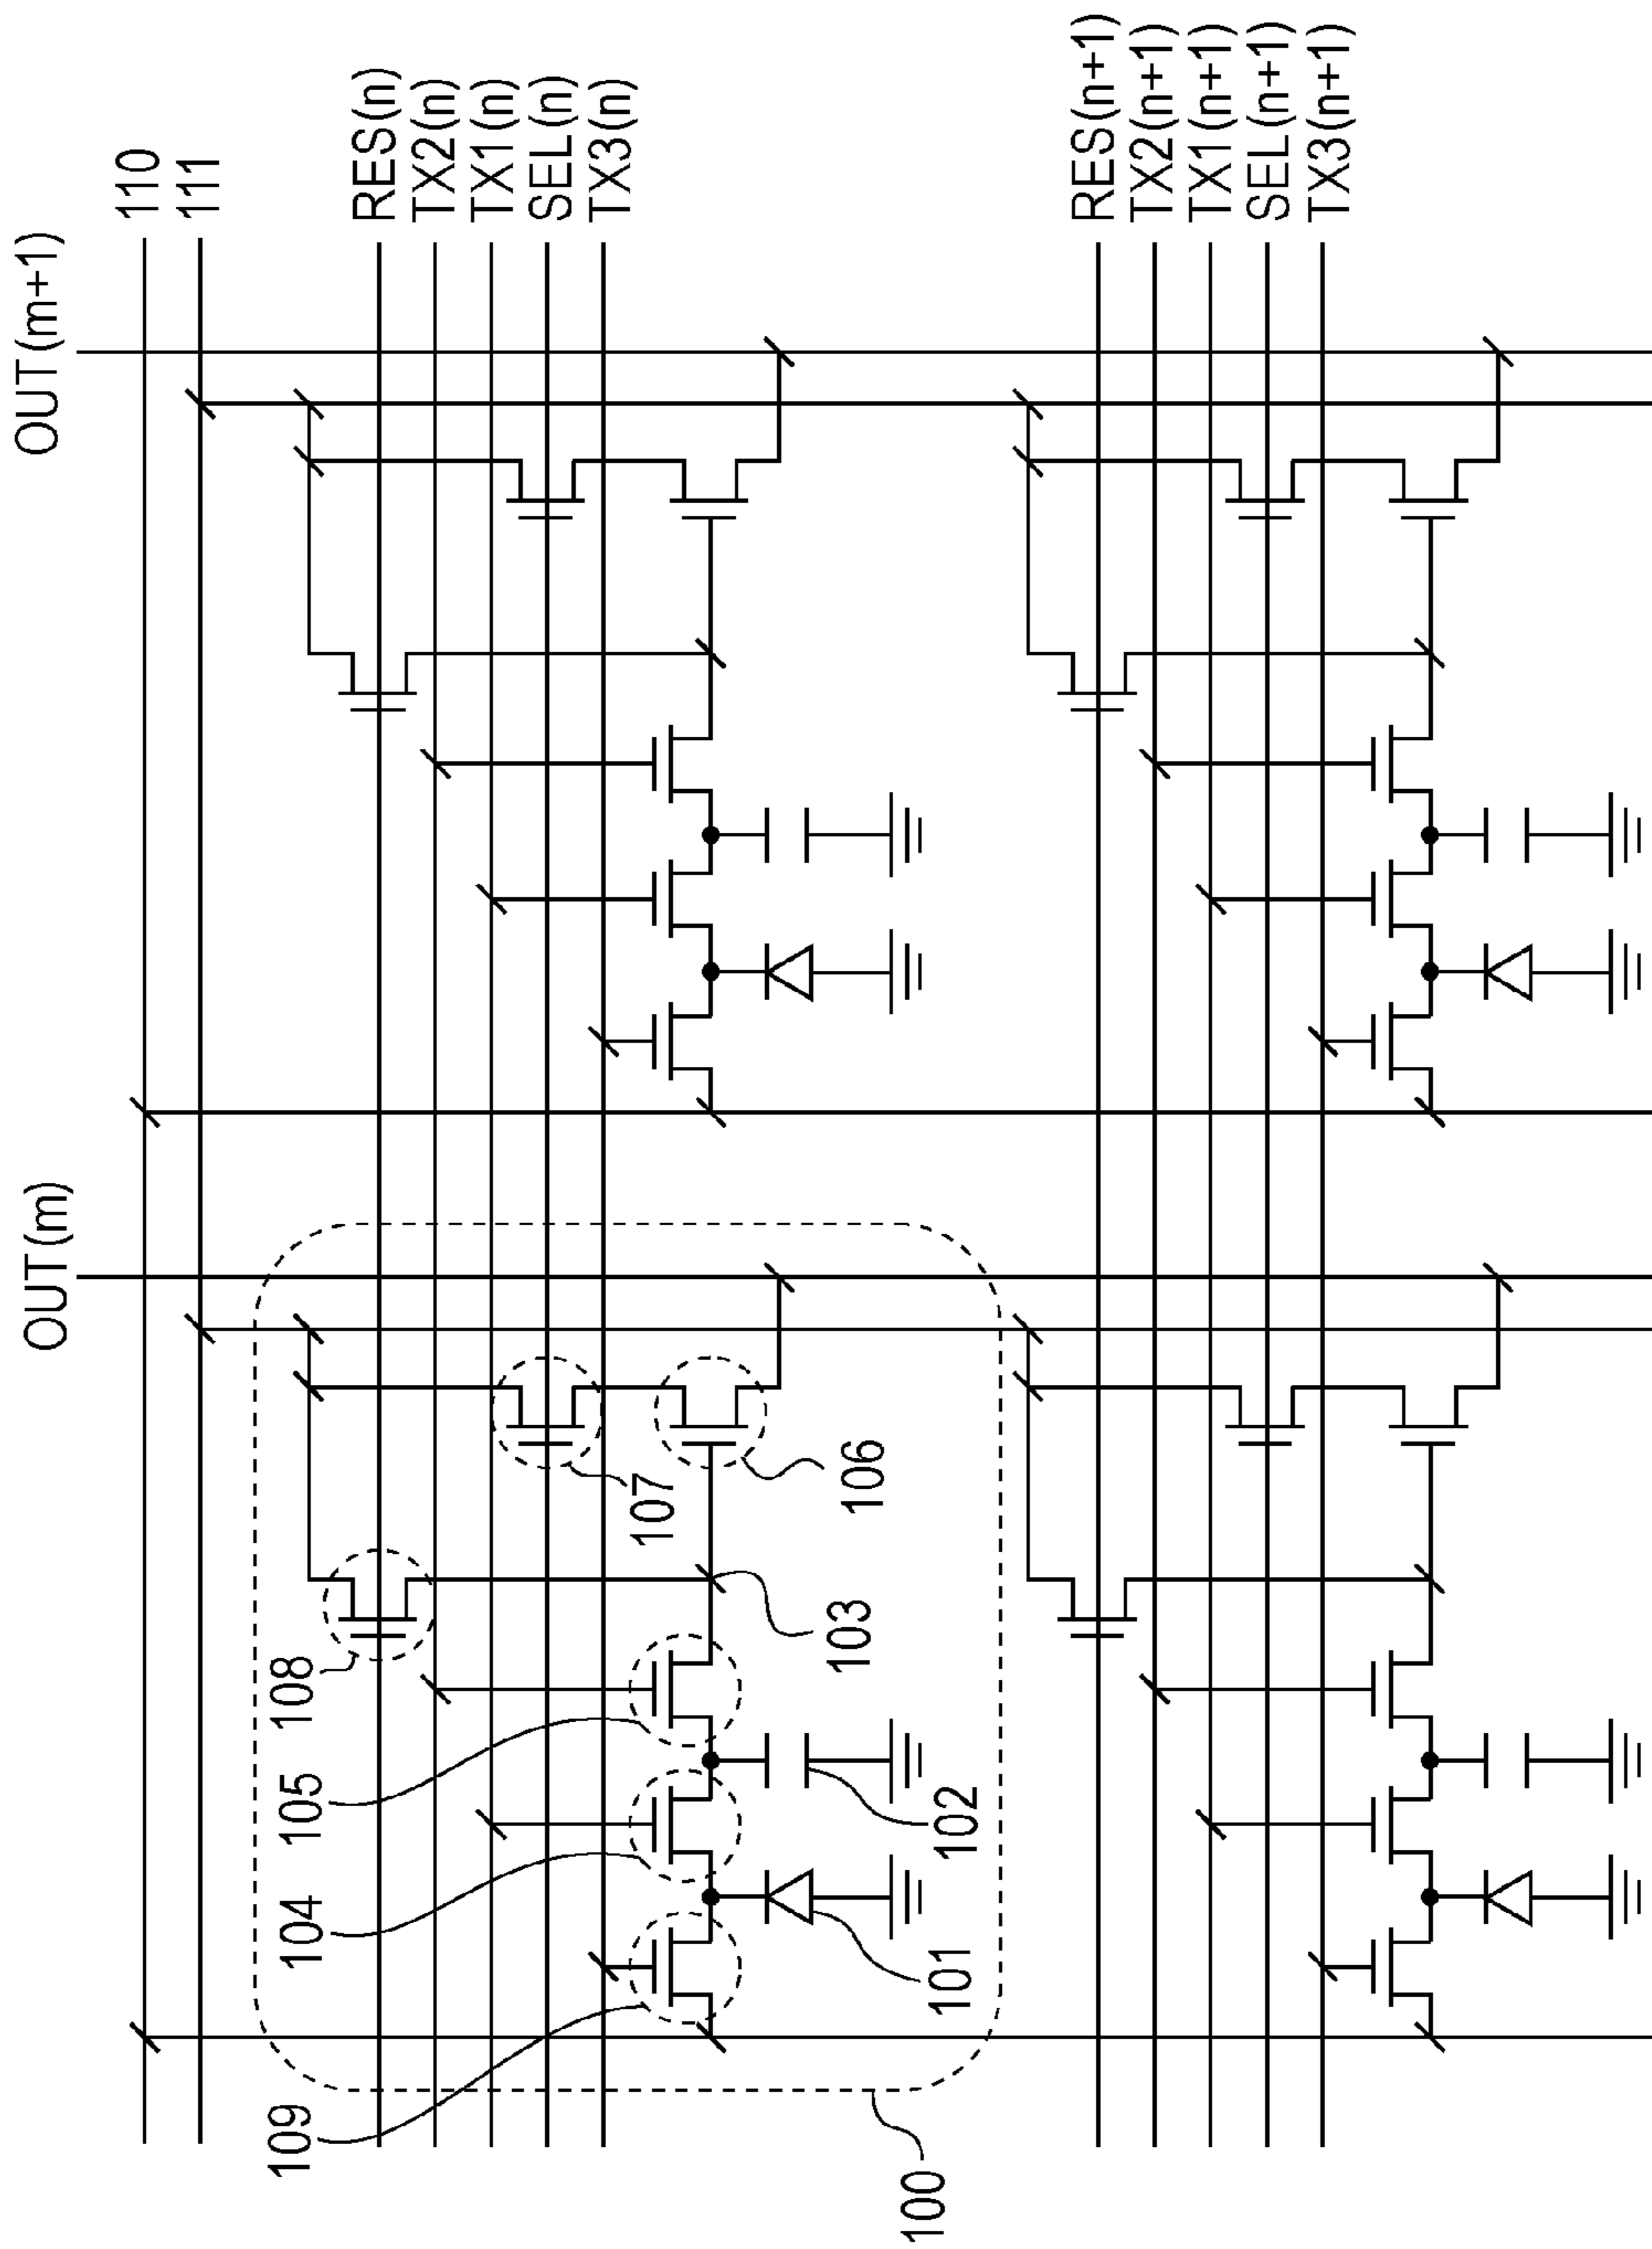 OUT(m)
OUT(m+1)
110
111
RES(n)
TX2(n)
TX1(n)
SEL(n)
TX3(n)
RES(n+1)
TX2(n+1)
TX1(n+1)
SEL(n+1)
TX3(n+1)
109
104
105
108
107
106
103
102
101
100